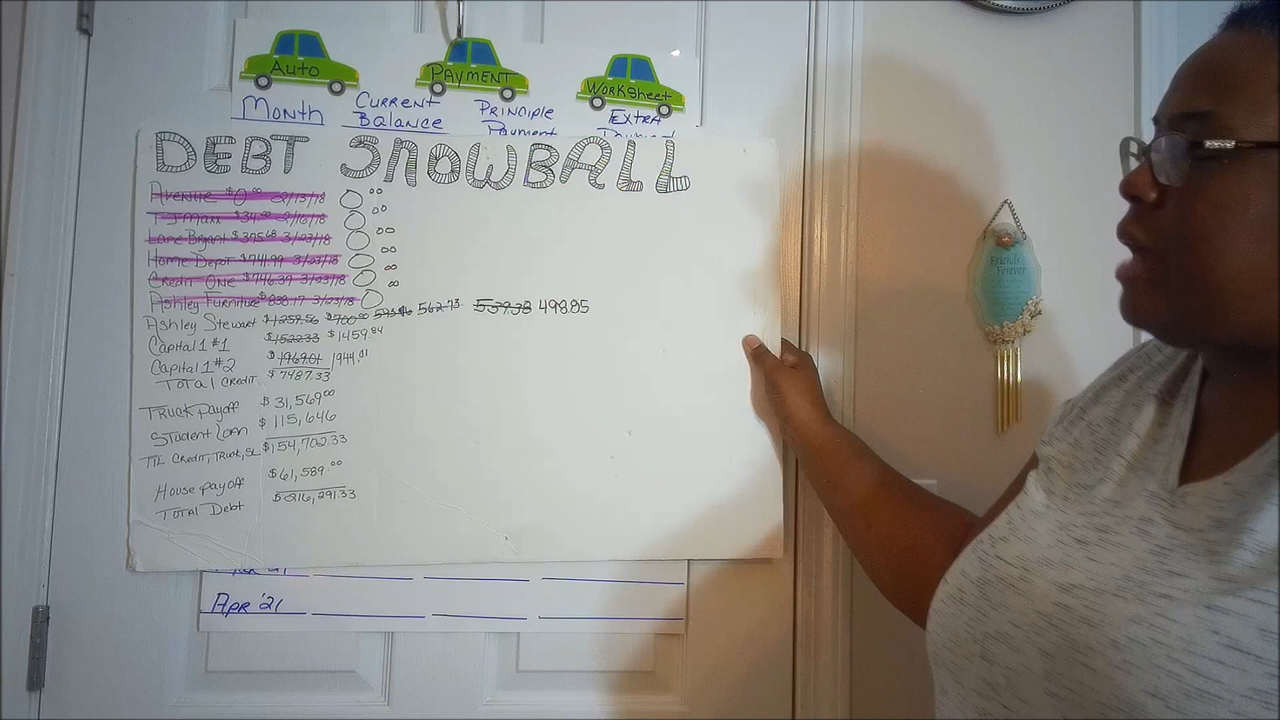 Auto PAYMENT WorkSheet
Month CURRENT Balance PRINCIPLE Payment EXTRA
DEBT SNOWBALL
Avenue $0.00 2/13/18 0.00
TJ Maxx $34.00 2/16/18 0.00
Lane Bryant $375.68 3/23/18 0.00
Home Depot $741.99 3/23/18 0.00
Credit One $746.37 3/23/18 0.00
Ashley Furniture $838.17 3/23/18 0
Ashley Stewart $1259.56 $700.00 562.73 539.38 498.85
Capital 1 #1 $1522.33 $1459.84
Capital 1 #2 $1969.01 1944.01
TOTAL CREDIT $7487.33
Truck Payoff $31,569.00
Student Loan $115,646
TTL Credit, Truck, SL $154,702.33
House payoff $61,589.00
TOTAL Debt $216,291.33
Apr '21